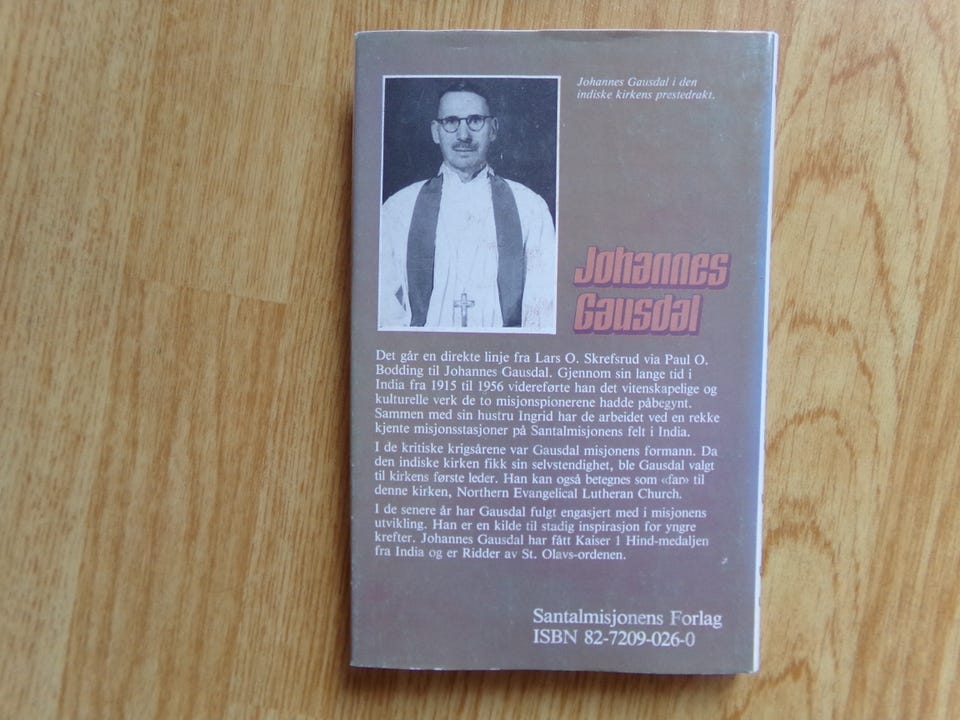 Johannes Gausdal i den
indiske kirkens prestedrakt.
Johannes
Gausdal
Det går en direkte linje fra Lars O. Skrefsrud via Paul O.
Bodding til Johannes Gausdal. Gjennom sin lange tid i
India fra 1915 til 1956 videreførte han det vitenskapelige og
kulturelle verk de to misjonspionerene hadde påbegynt.
Sammen med sin hustru Ingrid har de arbeidet ved en rekke
kjente misjonsstasjoner på Santalmisjonens felt i India.
I de kritiske krigsårene var Gausdal misjonens formann. Da
den indiske kirken fikk sin selvstendighet, ble Gausdal valgt
til kirkens første leder. Han kan også betegnes som «far» til
denne kirken, Northern Evangelical Lutheran Church.
I de senere år har Gausdal fulgt engasjert med i misjonens
utvikling. Han er en kilde til stadig inspirasjon for yngre
krefter. Johannes Gausdal har fått Kaiser 1 Hind-medaljen
fra India og er Ridder av St. Olavs-ordenen.
Santalmisjonens Forlag
ISBN 82-7209-026-0